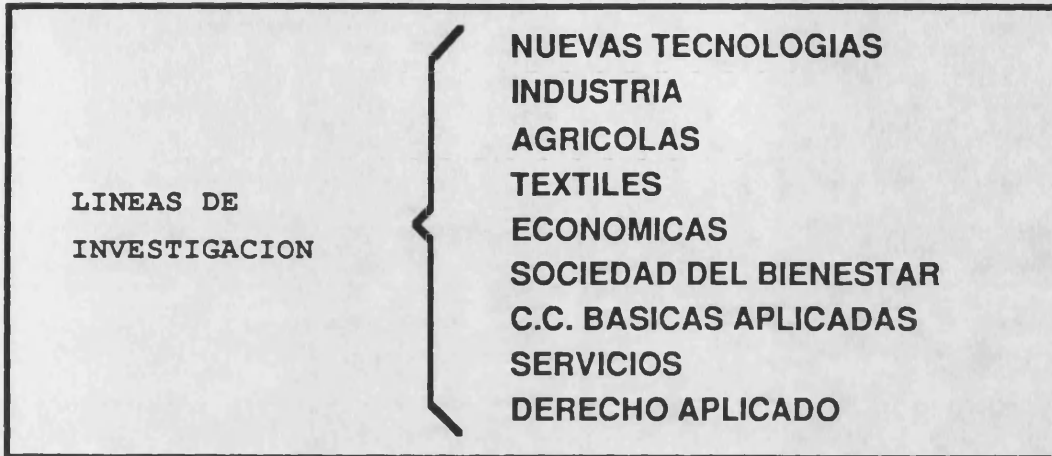 LINEAS DE
INVESTIGACION
NUEVAS TECNOLOGIAS
INDUSTRIA
AGRICOLAS
TEXTILES
ECONOMICAS
SOCIEDAD DEL BIENESTAR
C.C. BASICAS APLICADAS
SERVICIOS
DERECHO APLICADO